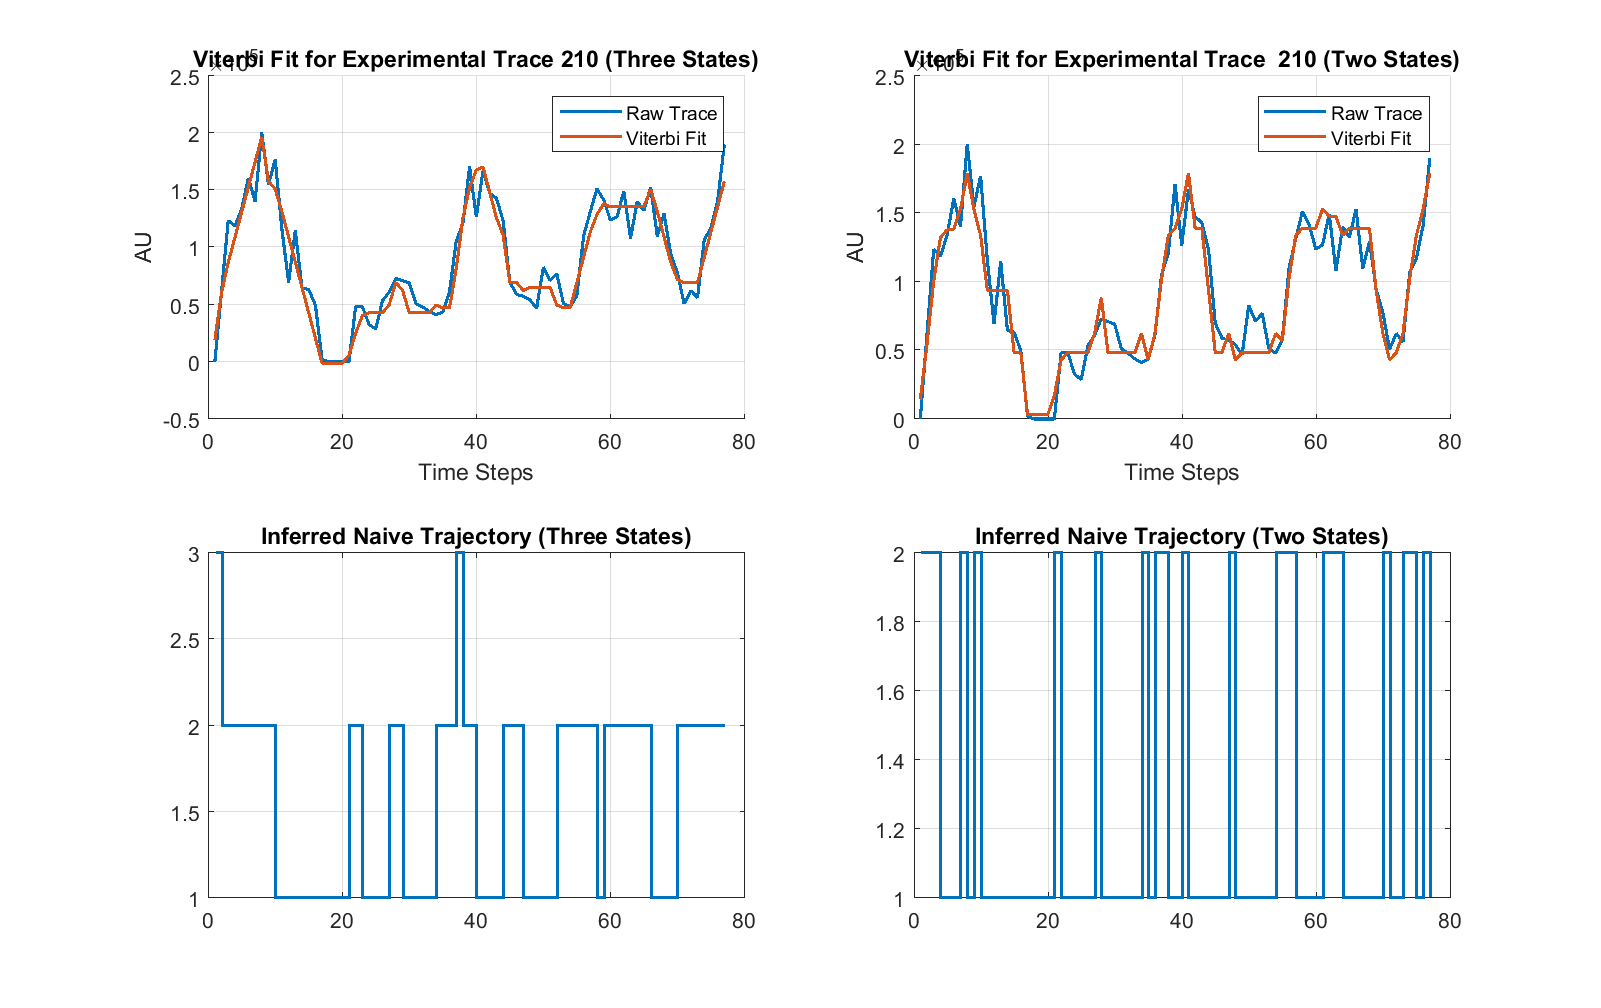 Viterbi Fit for Experimental Trace 210 (Three States)
×10^5
2.5
2
1.5
1
0.5
0
-0.5
AU
Raw Trace
Viterbi Fit
0 20 40 60 80
Time Steps
Viterbi Fit for Experimental Trace  210 (Two States)
×10^5
2.5
2
1.5
1
0.5
0
AU
Raw Trace
Viterbi Fit
0 20 40 60 80
Time Steps
Inferred Naive Trajectory (Three States)
3
2.5
2
1.5
1
0 20 40 60 80
Inferred Naive Trajectory (Two States)
2
1.8
1.6
1.4
1.2
1
0 20 40 60 80